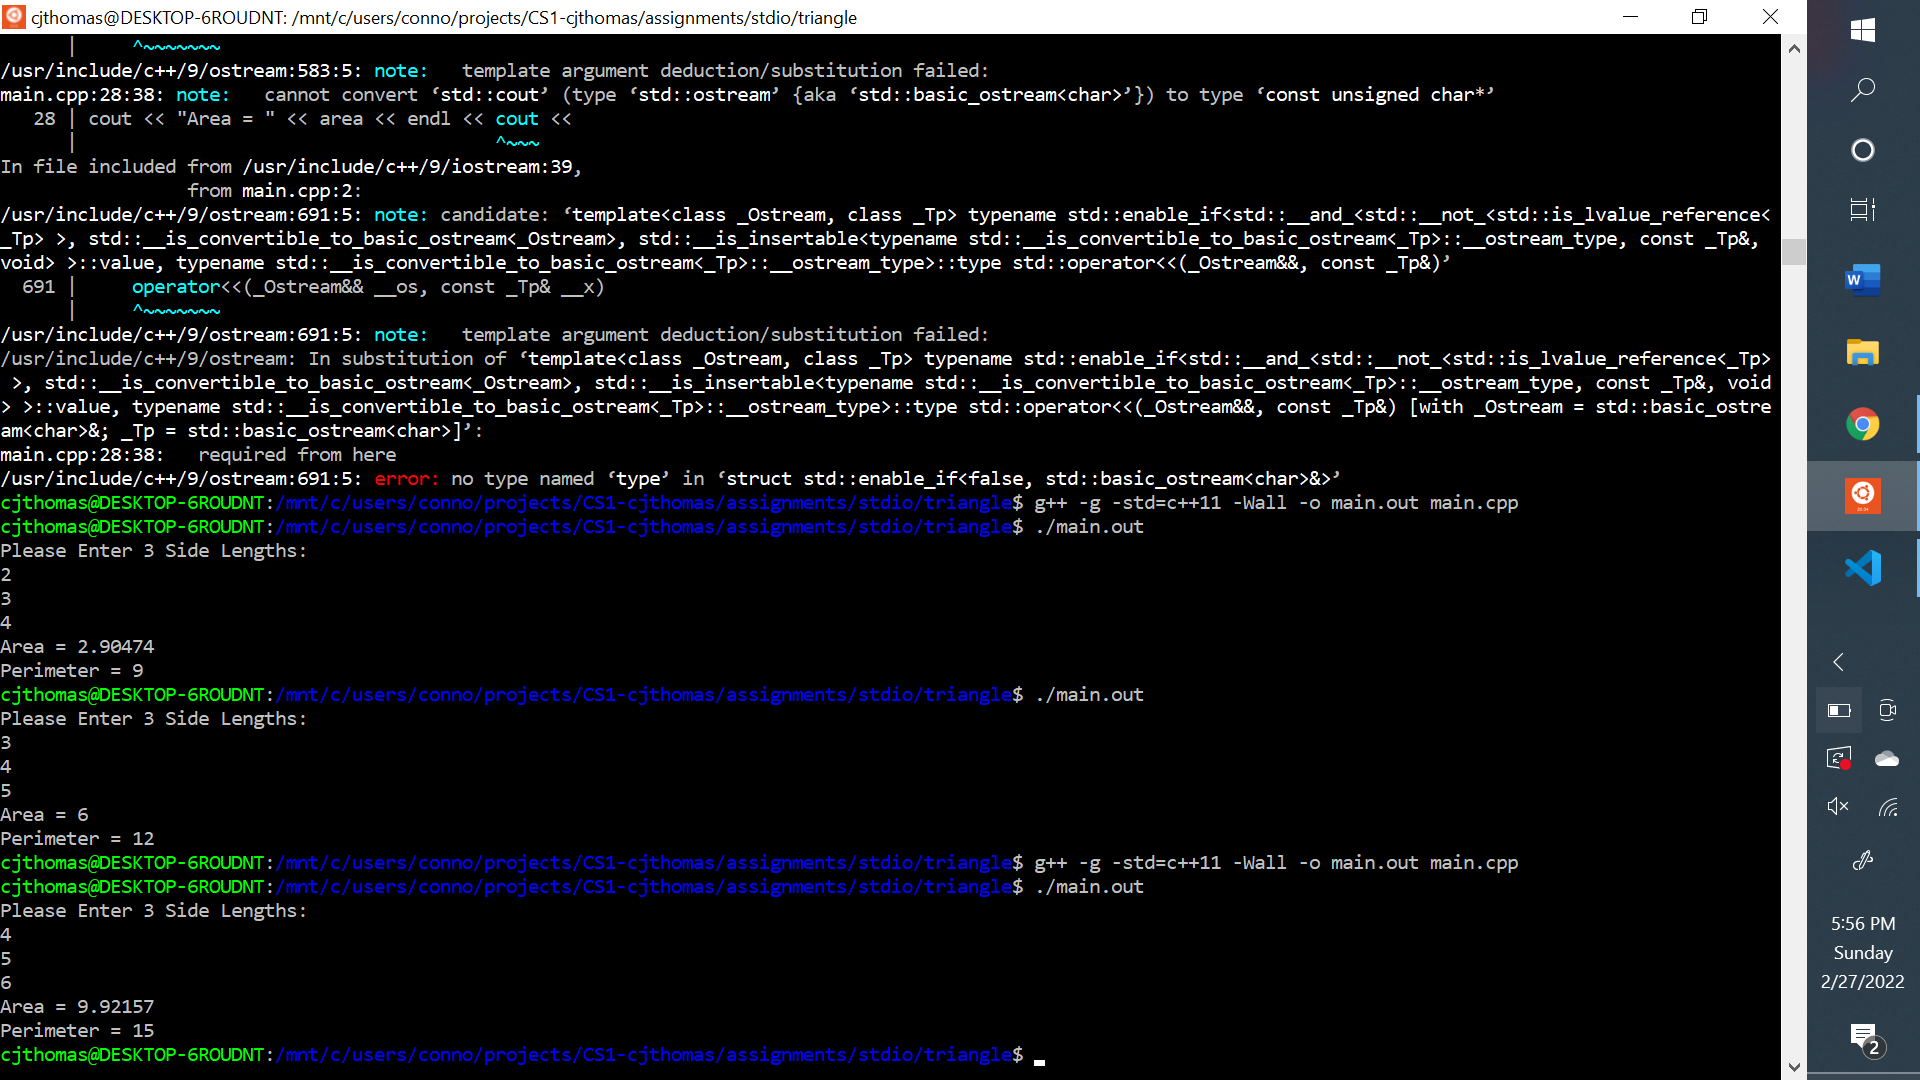 cjthomas@DESKTOP-6ROUDNT: /mnt/c/users/conno/projects/CS1-cjthomas/assignments/stdio/triangle
|     ^~~~~~~~
/usr/include/c++/9/ostream:583:5: note:   template argument deduction/substitution failed:
main.cpp:28:38: note:   cannot convert ‘std::cout’ (type ‘std::ostream’ {aka ‘std::basic_ostream<char>’}) to type ‘const unsigned char*’
   28 | cout << "Area = " << area << endl << cout <<
      |                                      ^~~~
In file included from /usr/include/c++/9/iostream:39,
                 from main.cpp:2:
/usr/include/c++/9/ostream:691:5: note: candidate: ‘template<class _Ostream, class _Tp> typename std::enable_if<std::__and_<std::__not_<std::is_lvalue_reference<
_Tp> >, std::__is_convertible_to_basic_ostream<_Ostream>, std::__is_insertable<typename std::__is_convertible_to_basic_ostream<_Tp>::__ostream_type, const _Tp&,
void> >::value, typename std::__is_convertible_to_basic_ostream<_Tp>::__ostream_type>::type std::operator<<(_Ostream&&, const _Tp&)’
  691 |     operator<<(_Ostream&& __os, const _Tp& __x)
      |     ^~~~~~~~
/usr/include/c++/9/ostream:691:5: note:   template argument deduction/substitution failed:
/usr/include/c++/9/ostream: In substitution of ‘template<class _Ostream, class _Tp> typename std::enable_if<std::__and_<std::__not_<std::is_lvalue_reference<_Tp>
 >, std::__is_convertible_to_basic_ostream<_Ostream>, std::__is_insertable<typename std::__is_convertible_to_basic_ostream<_Tp>::__ostream_type, const _Tp&, void
> >::value, typename std::__is_convertible_to_basic_ostream<_Tp>::__ostream_type>::type std::operator<<(_Ostream&&, const _Tp&) [with _Ostream = std::basic_ostre
am<char>&; _Tp = std::basic_ostream<char>]’:
main.cpp:28:38:   required from here
/usr/include/c++/9/ostream:691:5: error: no type named ‘type’ in ‘struct std::enable_if<false, std::basic_ostream<char>&>’
cjthomas@DESKTOP-6ROUDNT:/mnt/c/users/conno/projects/CS1-cjthomas/assignments/stdio/triangle$ g++ -g -std=c++11 -Wall -o main.out main.cpp
cjthomas@DESKTOP-6ROUDNT:/mnt/c/users/conno/projects/CS1-cjthomas/assignments/stdio/triangle$ ./main.out
Please Enter 3 Side Lengths:
2
3
4
Area = 2.90474
Perimeter = 9
cjthomas@DESKTOP-6ROUDNT:/mnt/c/users/conno/projects/CS1-cjthomas/assignments/stdio/triangle$ ./main.out
Please Enter 3 Side Lengths:
3
4
5
Area = 6
Perimeter = 12
cjthomas@DESKTOP-6ROUDNT:/mnt/c/users/conno/projects/CS1-cjthomas/assignments/stdio/triangle$ g++ -g -std=c++11 -Wall -o main.out main.cpp
cjthomas@DESKTOP-6ROUDNT:/mnt/c/users/conno/projects/CS1-cjthomas/assignments/stdio/triangle$ ./main.out
Please Enter 3 Side Lengths:
4
5
6
Area = 9.92157
Perimeter = 15
cjthomas@DESKTOP-6ROUDNT:/mnt/c/users/conno/projects/CS1-cjthomas/assignments/stdio/triangle$
W
5:56 PM
Sunday
2/27/2022
2